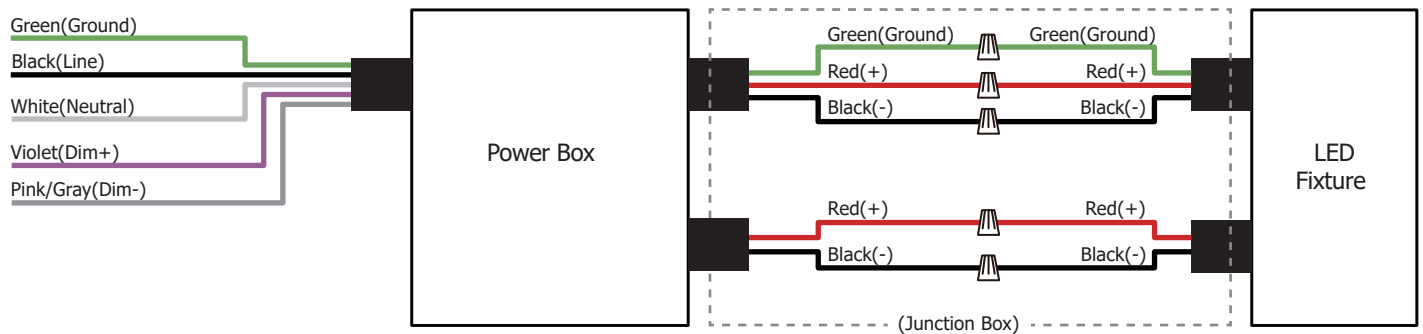 Green(Ground)
Black(Line)
White(Neutral)
Violet(Dim+)
Pink/Gray(Dim-)
Power Box
Green(Ground)
Green(Ground)
Red(+)
Red(+)
Black(-)
Black(-)
Red(+)
Red(+)
Black(-)
Black(-)
(Junction Box)
LED
Fixture